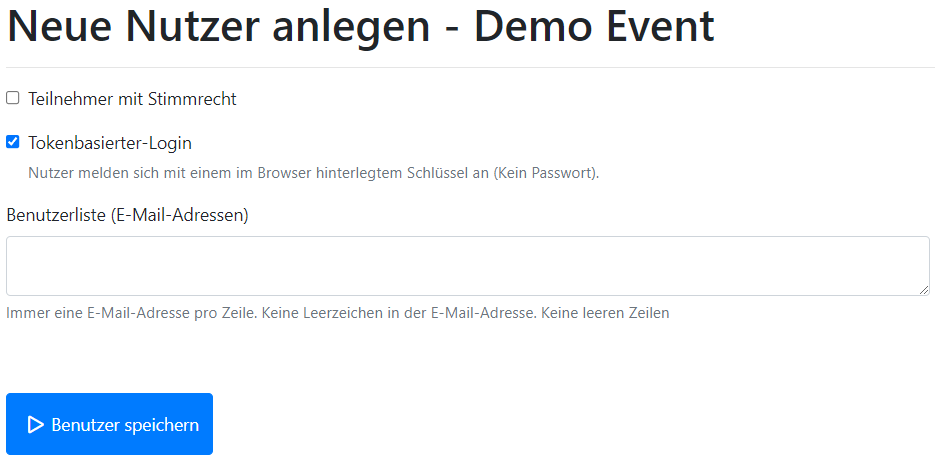 Neue Nutzer anlegen - Demo Event
Teilnehmer mit Stimmrecht
Tokenbasierter-Login
Nutzer melden sich mit einem im Browser hinterlegtem Schlüssel an (Kein Passwort).
Benutzerliste (E-Mail-Adressen)
Immer eine E-Mail-Adresse pro Zeile. Keine Leerzeichen in der E-Mail-Adresse. Keine leeren Zeilen
Benutzer speichern